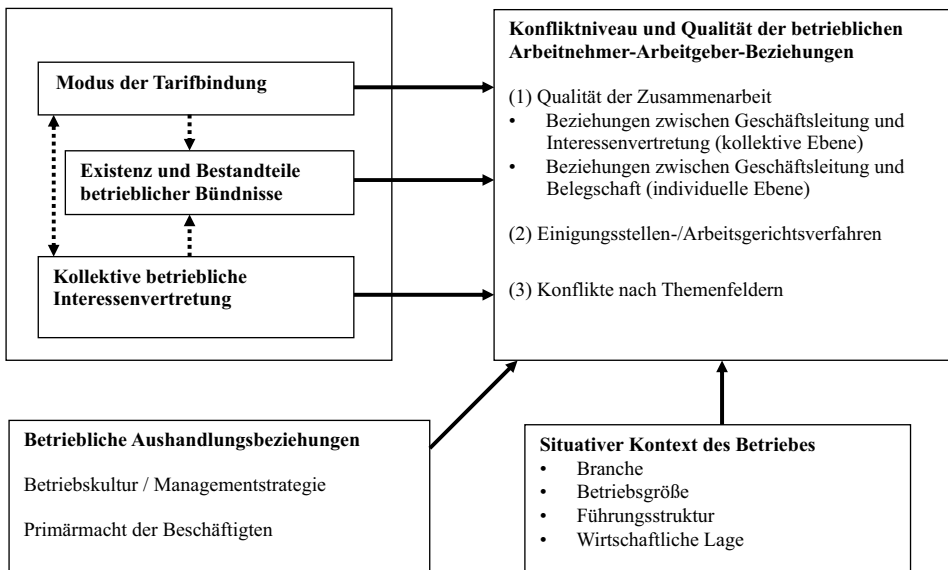 Modus der Tarifbindung
Existenz und Bestandteile
betrieblicher Bündnisse
Kollektive betriebliche
Interessenvertretung
Konfliktniveau und Qualität der betrieblichen
Arbeitnehmer-Arbeitgeber-Beziehungen
(1) Qualität der Zusammenarbeit
• Beziehungen zwischen Geschäftsleitung und
Interessenvertretung (kollektive Ebene)
• Beziehungen zwischen Geschäftsleitung und
Belegschaft (individuelle Ebene)
(2) Einigungsstellen-/Arbeitsgerichtsverfahren
(3) Konflikte nach Themenfeldern
Betriebliche Aushandlungsbeziehungen
Betriebskultur / Managementstrategie
Primärmacht der Beschäftigten
Situativer Kontext des Betriebes
• Branche
• Betriebsgröße
• Führungsstruktur
• Wirtschaftliche Lage